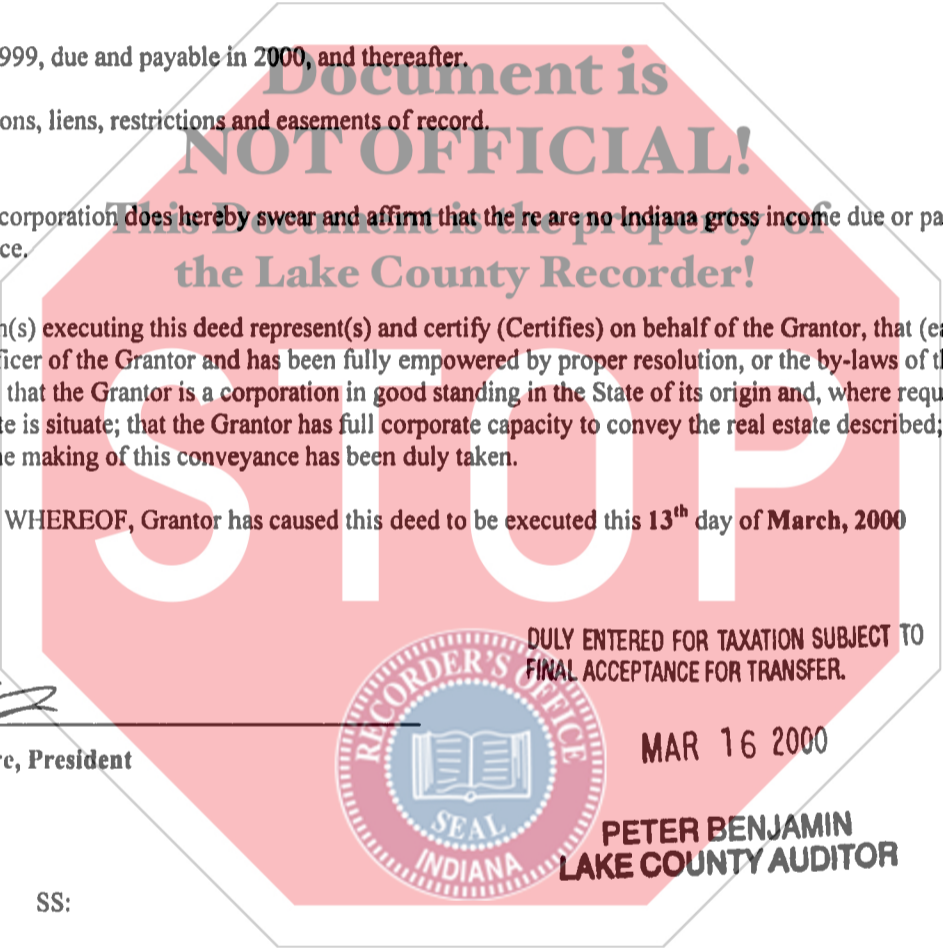 999, due and payable in 2000, and thereafter.
Document is
ons, liens, restrictions and easements of record.
NOT OFFICIAL!
corporation does hereby swear and affirm that the re are no Indiana gross income due or pa
This Document is the property of
ce.
the Lake County Recorder!
n(s) executing this deed represent(s) and certify (Certifies) on behalf of the Grantor, that (ea
ficer of the Grantor and has been fully empowered by proper resolution, or the by-laws of th
that the Grantor is a corporation in good standing in the State of its origin and, where requ
te is situate; that the Grantor has full corporate capacity to convey the real estate described;
e making of this conveyance has been duly taken.
STOP
WHEREOF, Grantor has caused this deed to be executed this 13th day of March, 2000
DULY ENTERED FOR TAXATION SUBJECT TO
FINAL ACCEPTANCE FOR TRANSFER.
RECORDER'S OFFICE
re, President
MAR 16 2000
SEAL
INDIANA
PETER BENJAMIN
LAKE COUNTY AUDITOR
SS: